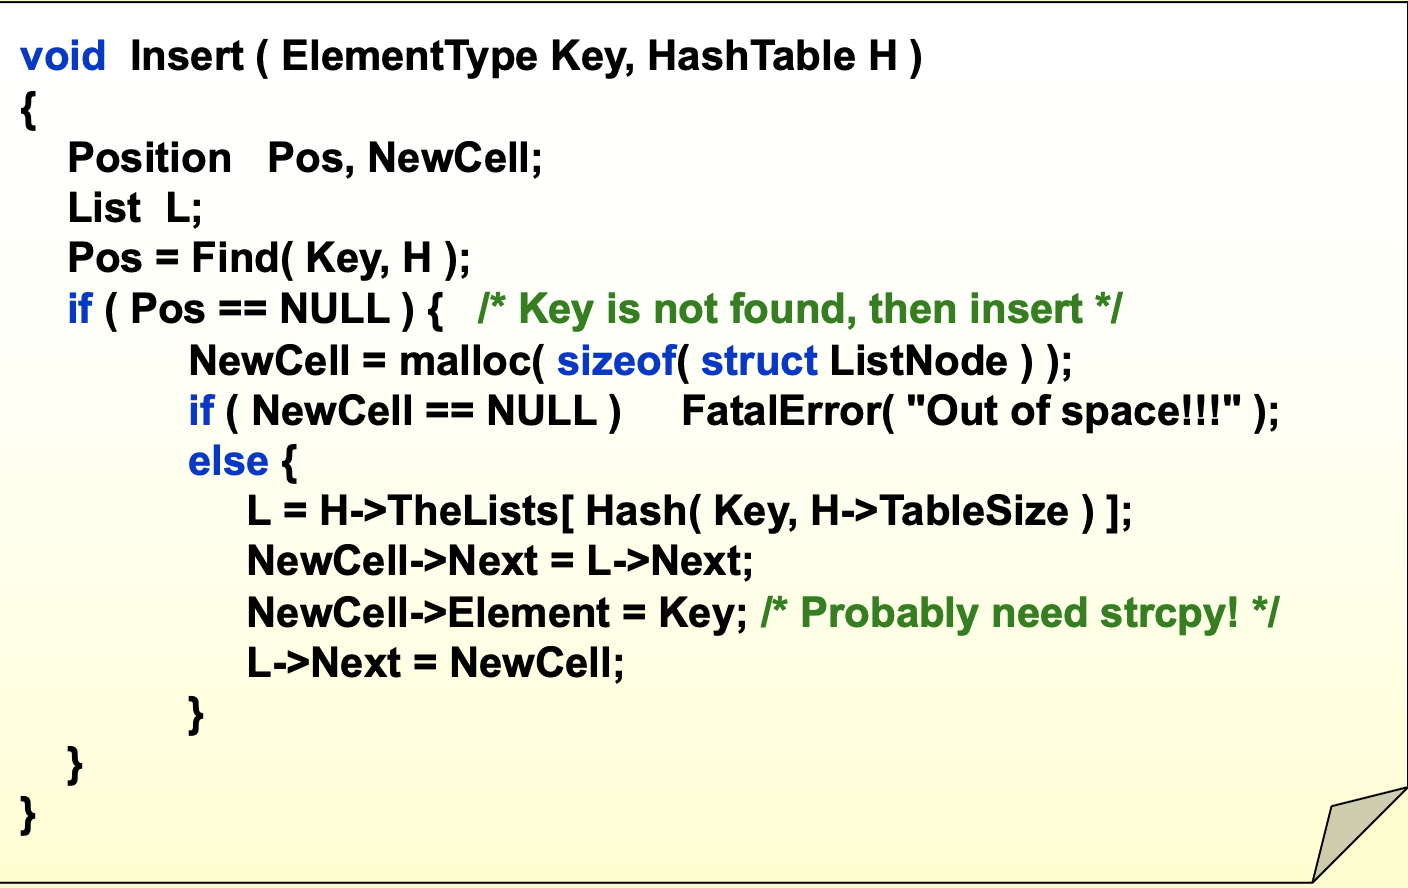 void Insert ( ElementType Key, HashTable H )
{
Position Pos, NewCell;
List L;
Pos = Find( Key, H );
if ( Pos == NULL ) { /* Key is not found, then insert */
NewCell = malloc( sizeof( struct ListNode ) );
if ( NewCell == NULL ) FatalError( "Out of space!!!" );
else {
L = H->TheLists[ Hash( Key, H->TableSize ) ];
NewCell->Next = L->Next;
NewCell->Element = Key; /* Probably need strcpy! */
L->Next = NewCell;
}
}
}